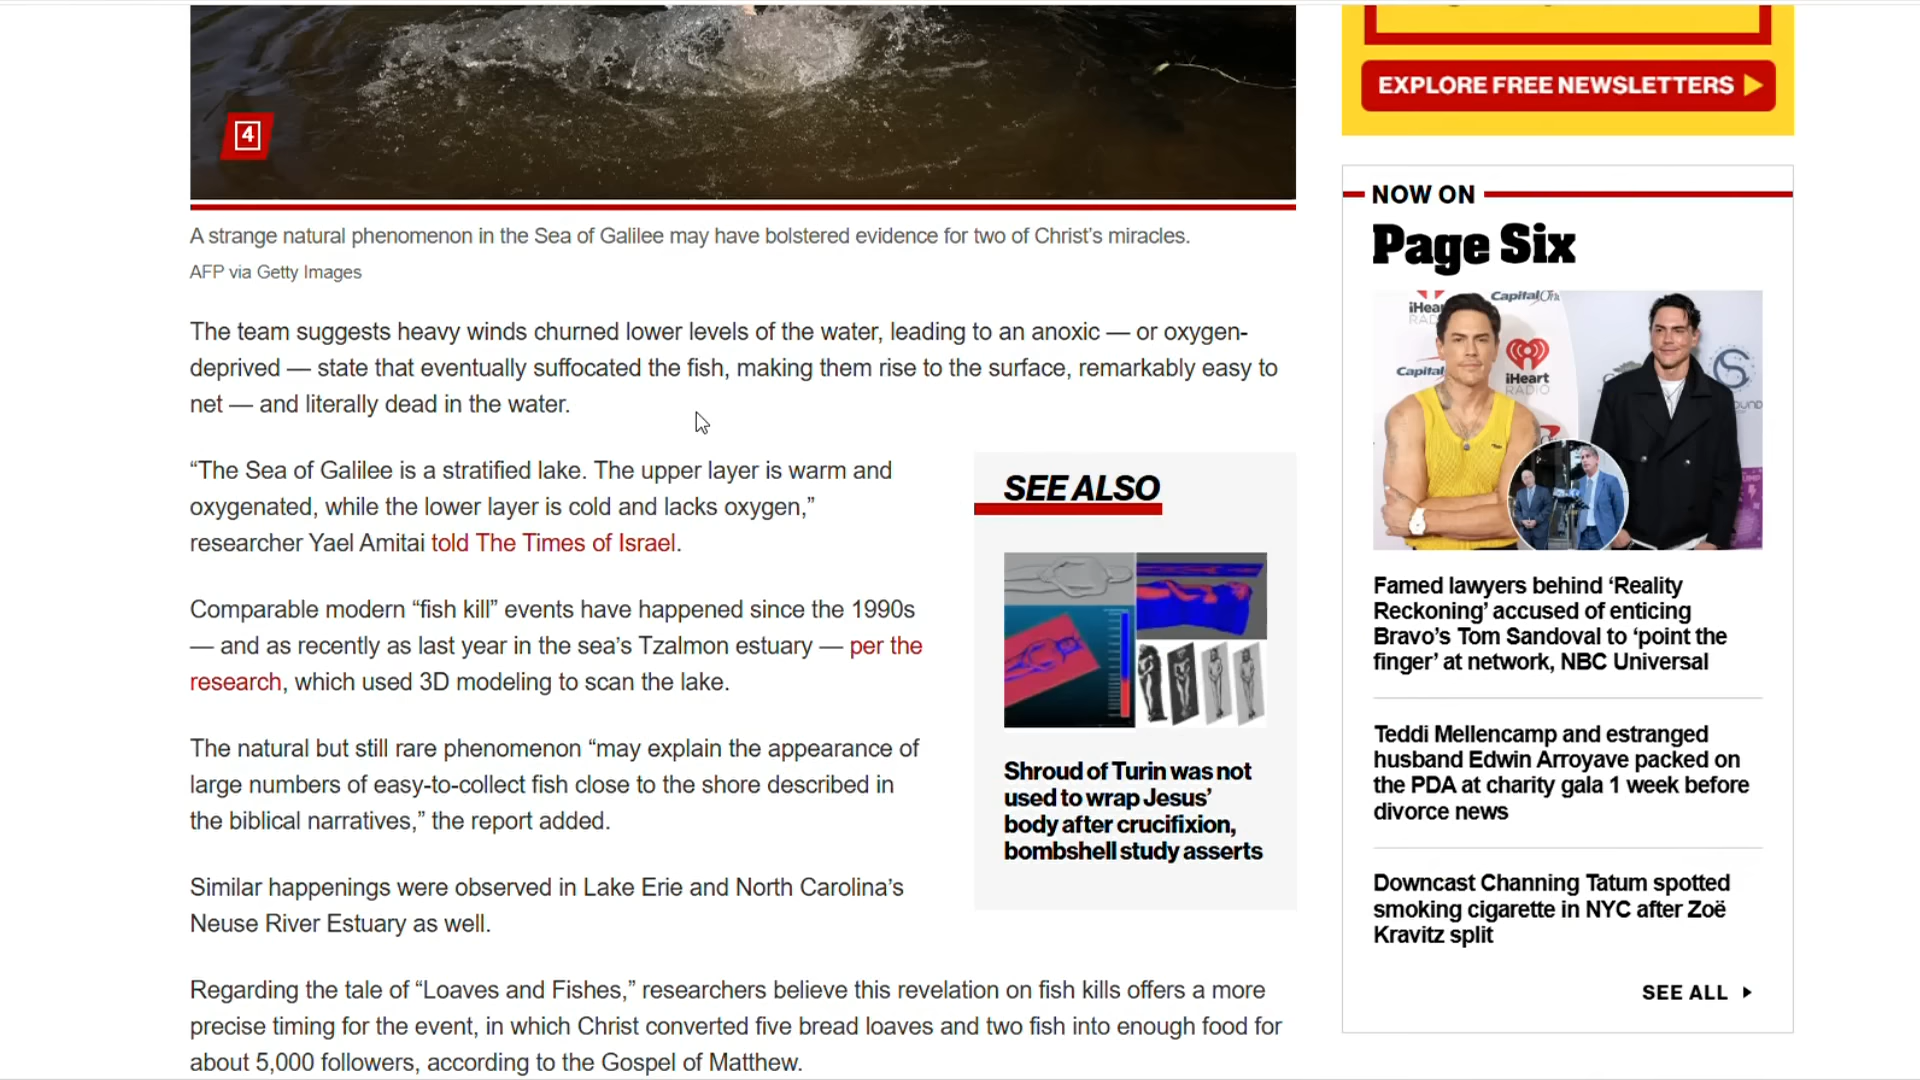 4
A strange natural phenomenon in the Sea of Galilee may have bolstered evidence for two of Christ’s miracles.
AFP via Getty Images
The team suggests heavy winds churned lower levels of the water, leading to an anoxic — or oxygen-
deprived — state that eventually suffocated the fish, making them rise to the surface, remarkably easy to
net — and literally dead in the water.
“The Sea of Galilee is a stratified lake. The upper layer is warm and
oxygenated, while the lower layer is cold and lacks oxygen,”
researcher Yael Amitai told The Times of Israel.
Comparable modern “fish kill” events have happened since the 1990s
— and as recently as last year in the sea’s Tzalmon estuary — per the
research, which used 3D modeling to scan the lake.
The natural but still rare phenomenon “may explain the appearance of
large numbers of easy-to-collect fish close to the shore described in
the biblical narratives,” the report added.
Similar happenings were observed in Lake Erie and North Carolina’s
Neuse River Estuary as well.
Regarding the tale of “Loaves and Fishes,” researchers believe this revelation on fish kills offers a more
precise timing for the event, in which Christ converted five bread loaves and two fish into enough food for
about 5,000 followers, according to the Gospel of Matthew.
SEE ALSO
Shroud of Turin was not
used to wrap Jesus’
body after crucifixion,
bombshell study asserts
EXPLORE FREE NEWSLETTERS
NOW ON
Page Six
iHeart
RADIO
Capital
Famed lawyers behind ‘Reality
Reckoning’ accused of enticing
Bravo’s Tom Sandoval to ‘point the
finger’ at network, NBC Universal
Teddi Mellencamp and estranged
husband Edwin Arroyave packed on
the PDA at charity gala 1 week before
divorce news
Downcast Channing Tatum spotted
smoking cigarette in NYC after Zoë
Kravitz split
SEE ALL